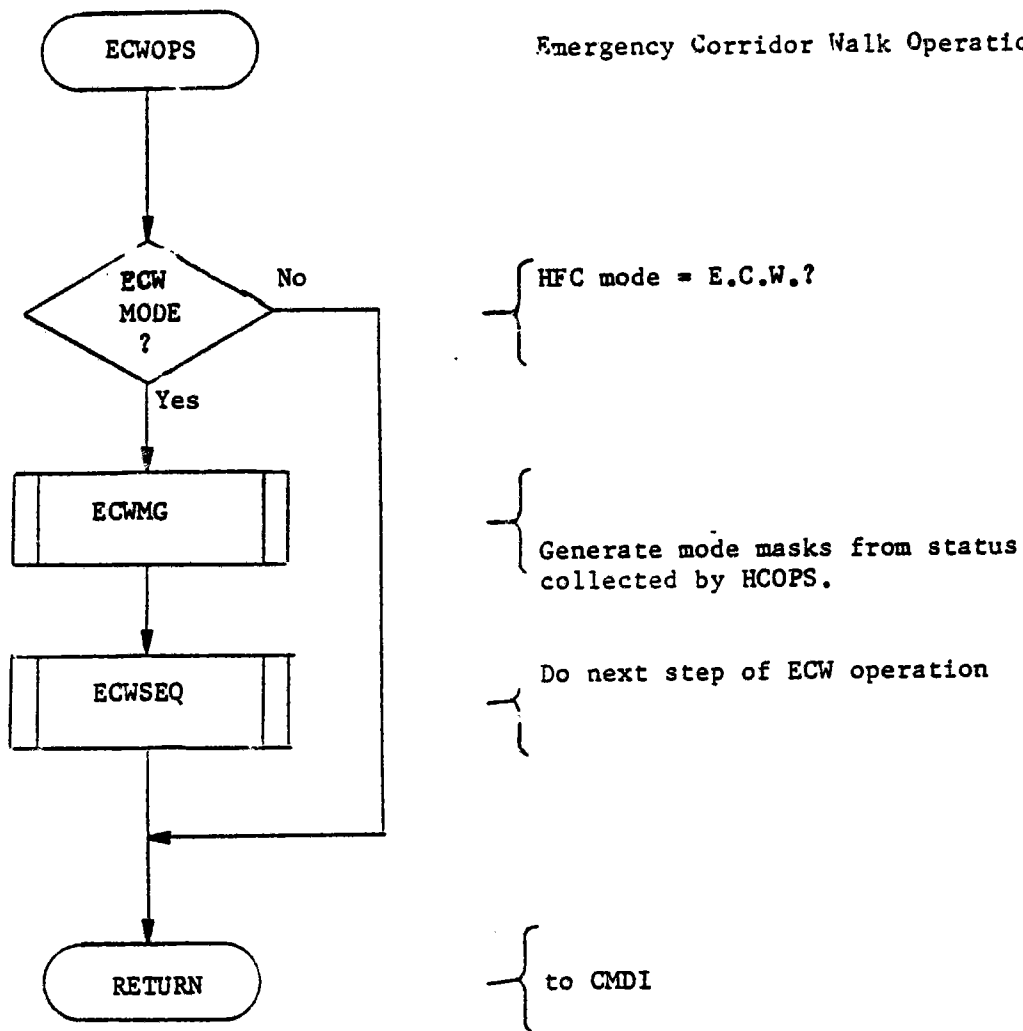 ECWOPS
Emergency Corridor Walk
ECW
MODE
?
No
Yes
HFC mode = E.C.W.?
ECWMG
Generate mode masks from status
collected by HCOPS.
ECWSEQ
Do next step of ECW operation
RETURN
to CMDI